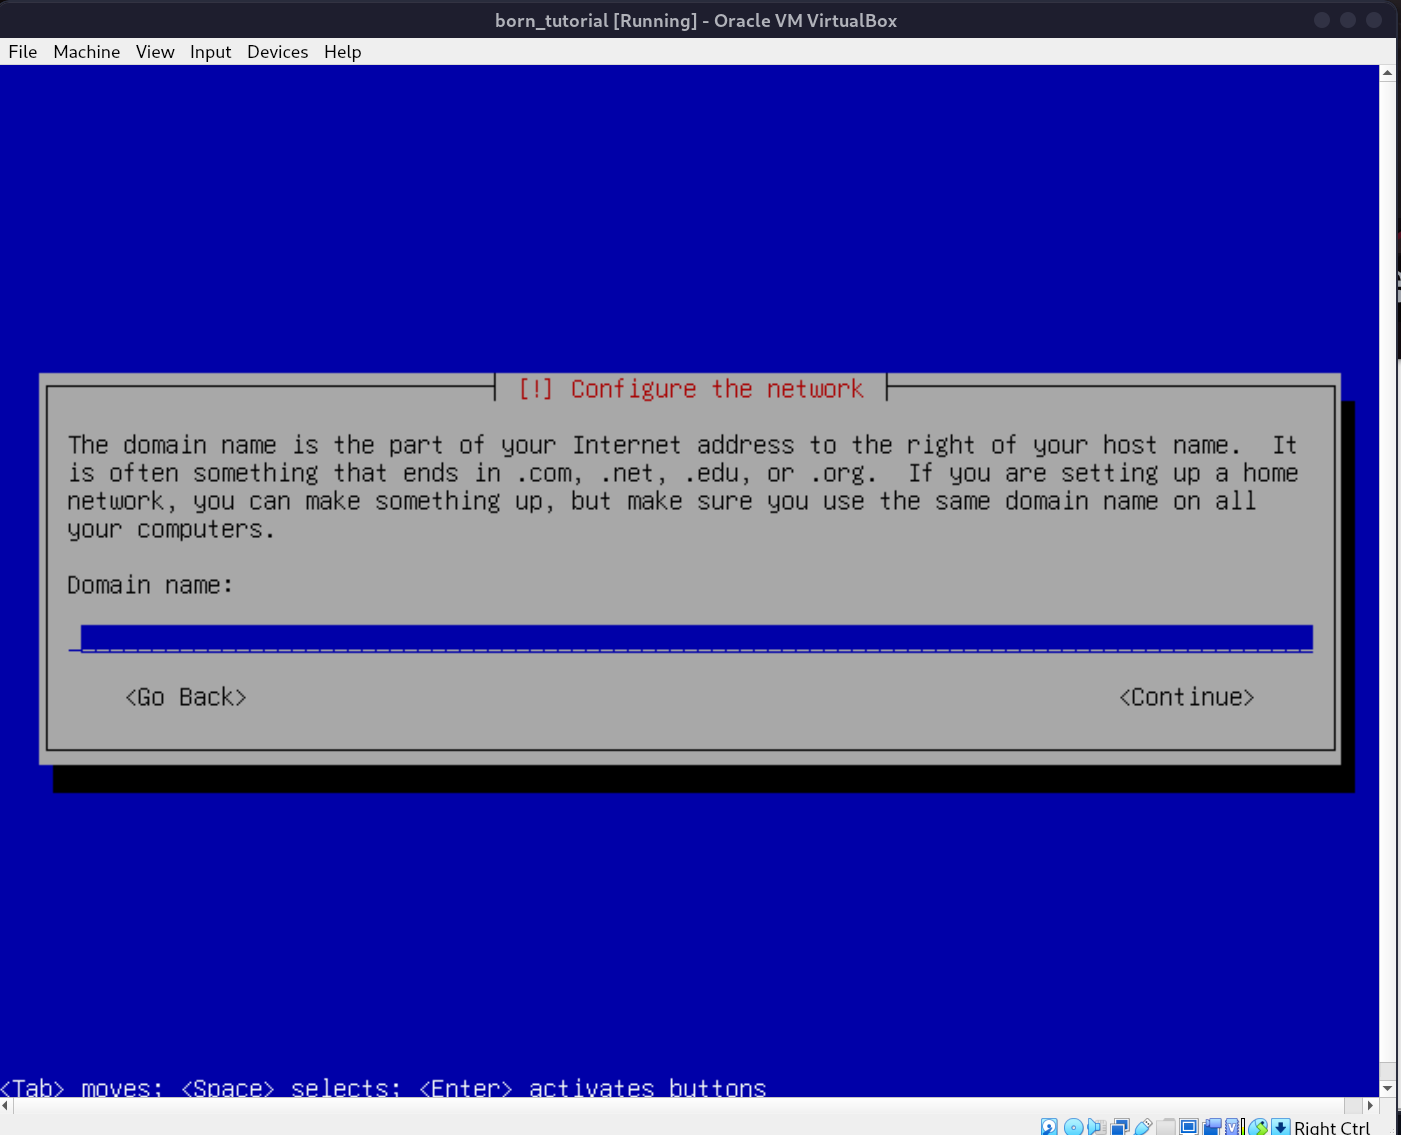 born_tutorial [Running] - Oracle VM VirtualBox
File Machine View Input Devices Help
[!] Configure the network
The domain name is the part of your Internet address to the right of your host name.  It
is often something that ends in .com, .net, .edu, or .org.  If you are setting up a home
network, you can make something up, but make sure you use the same domain name on all
your computers.
Domain name:
<Go Back> <Continue>
<Tab> moves; <Space> selects; <Enter> activates buttons
Right Ctrl